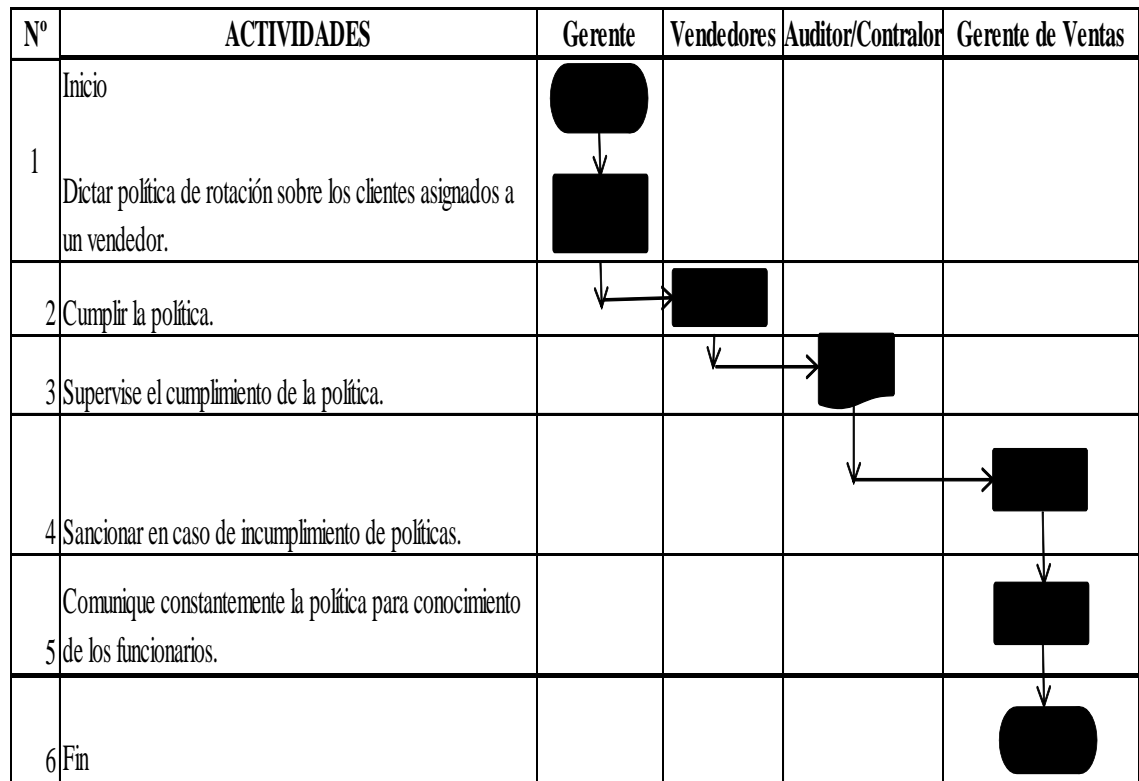 Nº ACTIVIDADES Gerente Vendedores Auditor/Contralor Gerente de Ventas
Inicio
1
Dictar política de rotación sobre los clientes asignados a
un vendedor.
2 Cumplir la política.
3 Supervise el cumplimiento de la política.
4 Sancionar en caso de incumplimiento de políticas.
Comunique constantemente la política para conocimiento
5 de los funcionarios.
6 Fin